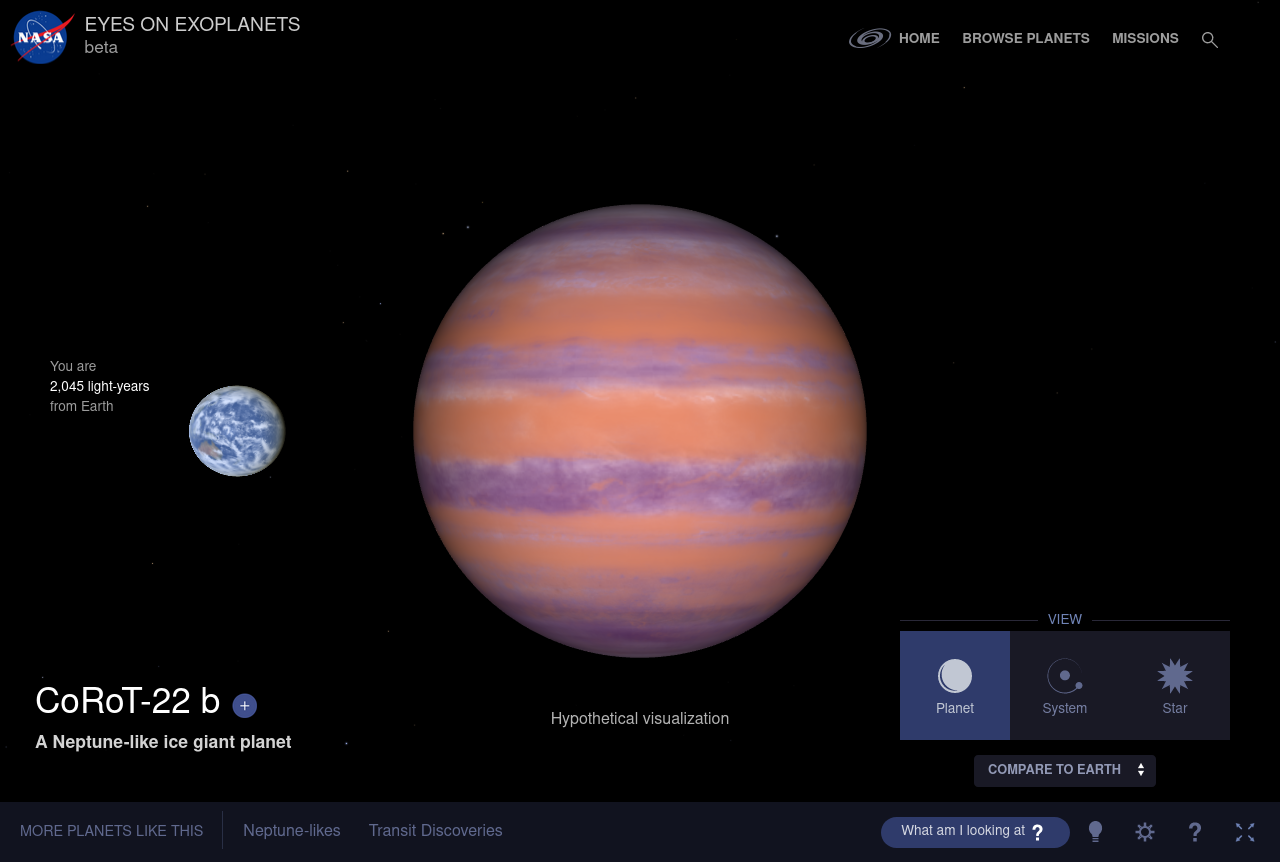 NASA
EYES ON EXOPLANETS
beta
HOME
BROWSE PLANETS
MISSIONS
You are
2,045 light-years
from Earth
CoRoT-22 b +
A Neptune-like ice giant planet
Hypothetical visualization
VIEW
Planet
System
Star
COMPARE TO EARTH
MORE PLANETS LIKE THIS
Neptune-likes
Transit Discoveries
What am I looking at ?
?